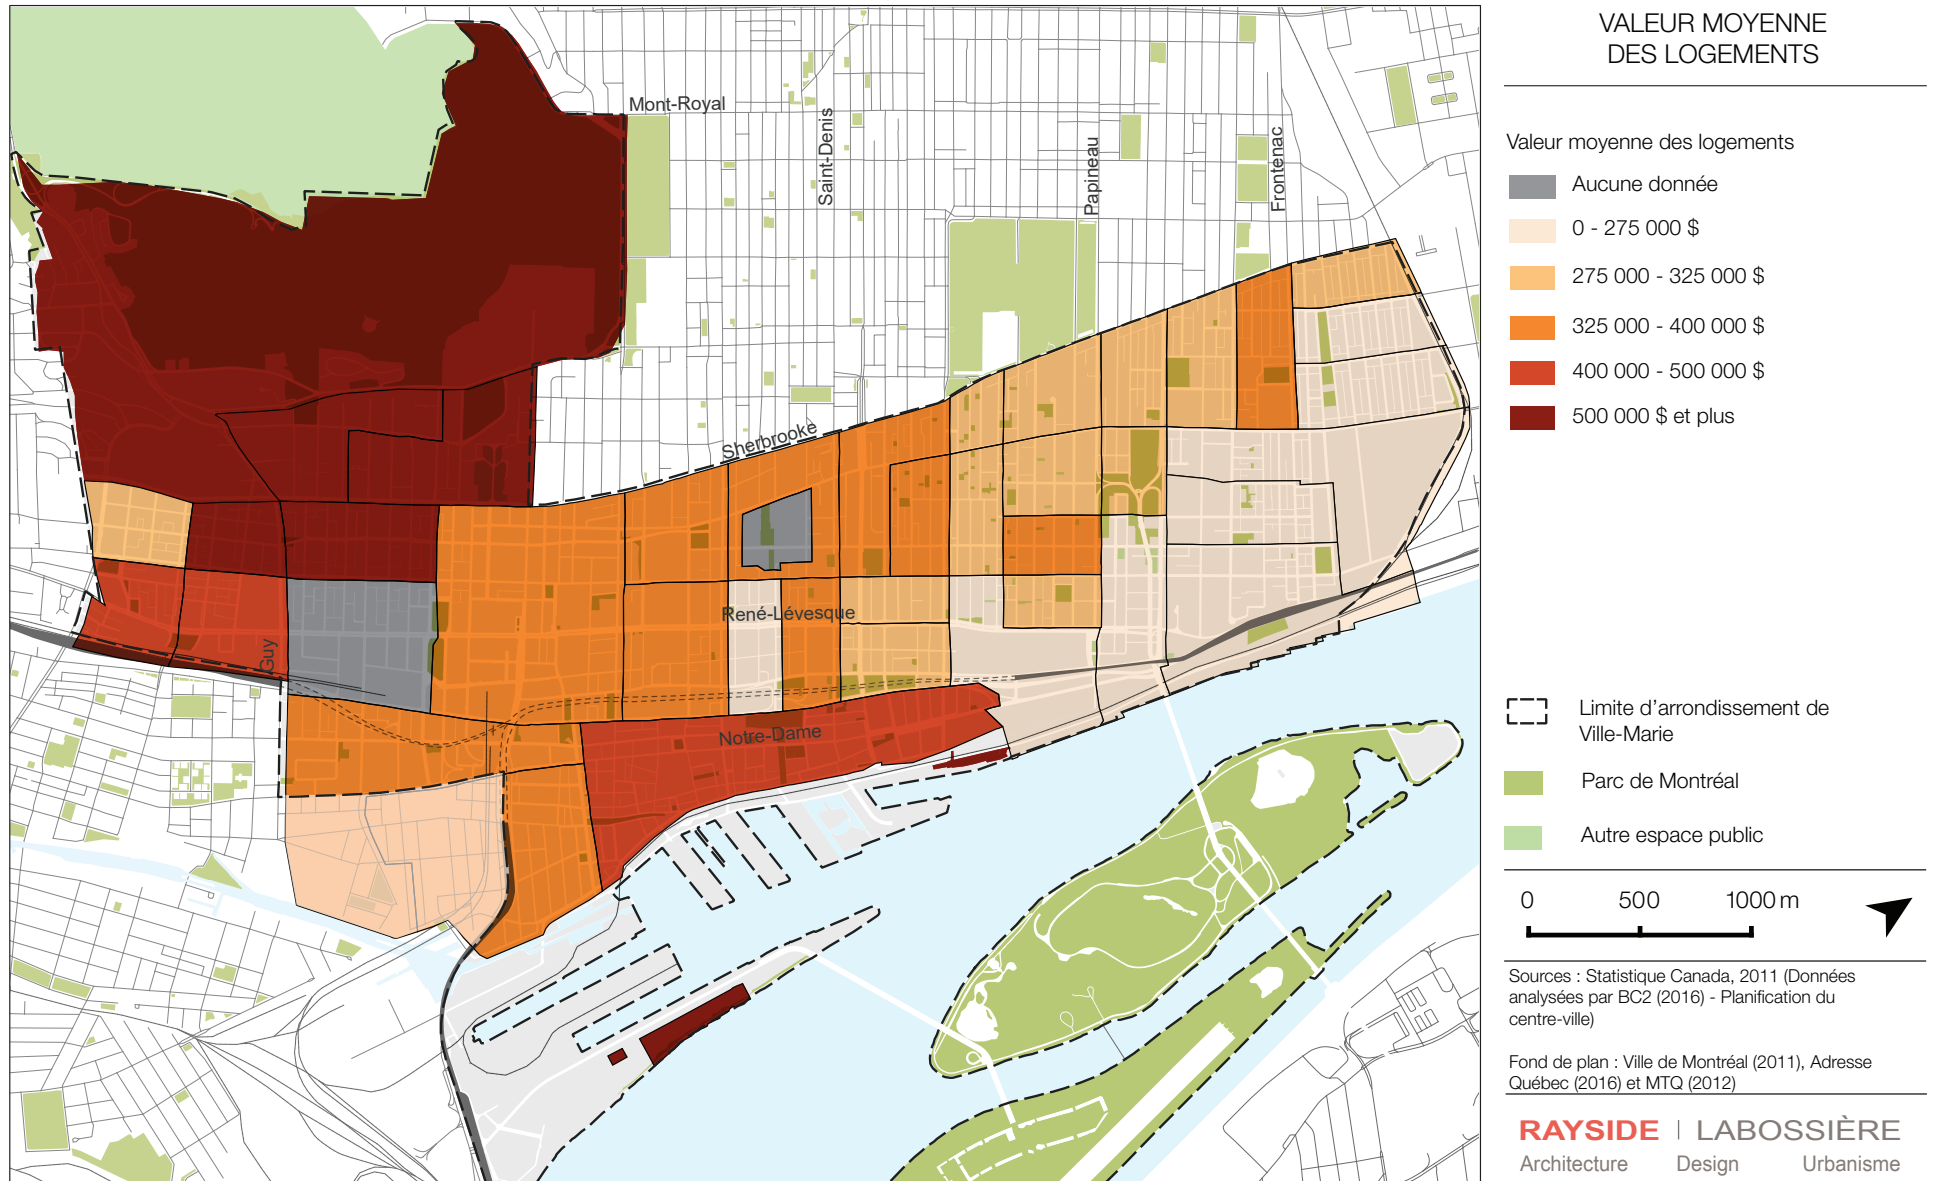 VALEUR MOYENNE
DES LOGEMENTS
Valeur moyenne des logements
Aucune donnée
0 - 275 000 $
275 000 - 325 000 $
325 000 - 400 000 $
400 000 - 500 000 $
500 000 $ et plus
Limite d'arrondissement de
Ville-Marie
Parc de Montréal
Autre espace public
0 500 1000 m
Sources : Statistique Canada, 2011 (Données
analysées par BC2 (2016) - Planification du
centre-ville)
Fond de plan : Ville de Montréal (2011), Adresse
Québec (2016) et MTQ (2012)
RAYSIDE | LABOSSIÈRE
Architecture Design Urbanisme
Mont-Royal
Saint-Denis
Papineau
Frontenac
Sherbrooke
René-Lévesque
Guy
Notre-Dame